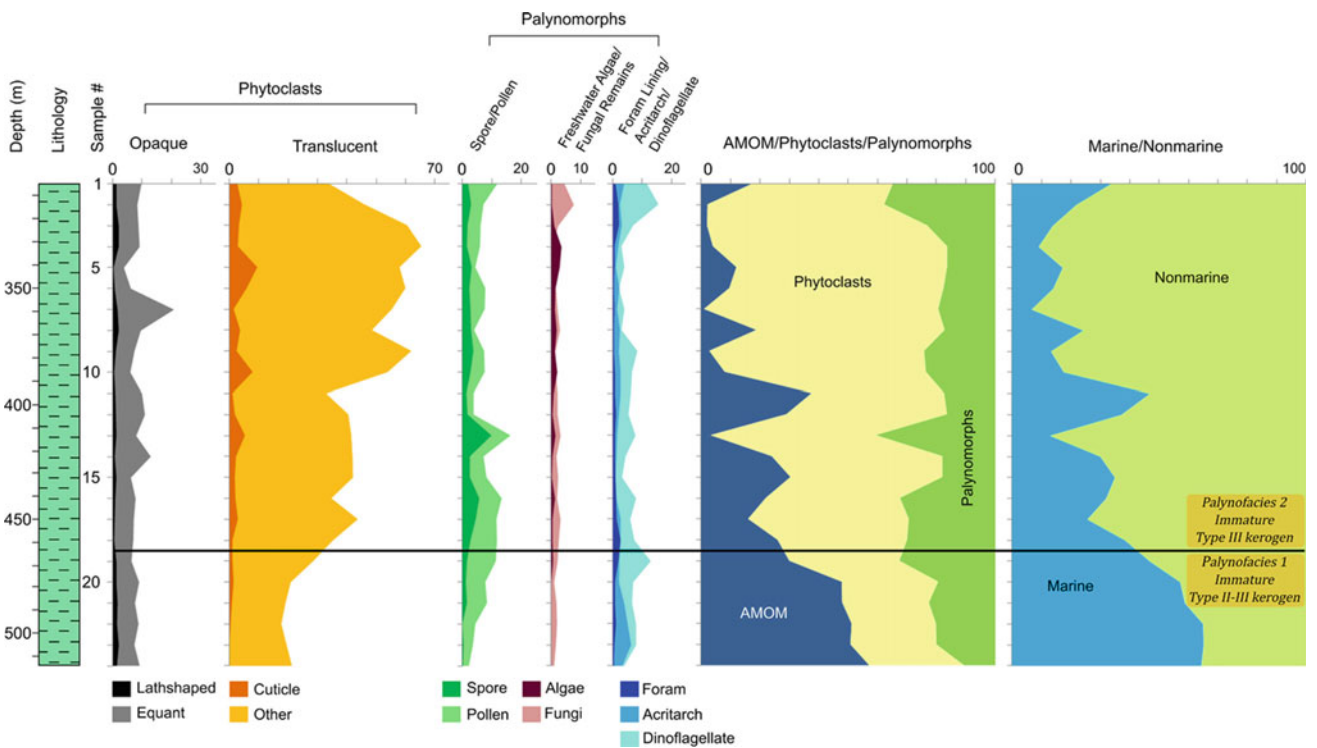 Palynomorphs
Phytoclasts
Depth (m)
Lithology
Sample #
Opaque
Translucent
Spore/Pollen
Freshwater Algae/
Fungal Remains
Foram Lining/
Acritarch/
Dinoflagellate
AMOM/Phytoclasts/Palynomorphs
Marine/Nonmarine
0 30
0 70
0 20
0 10
0 20
0 100
0 100
1
5
10
15
20
350
400
450
500
Phytoclasts
Palynomorphs
AMOM
Nonmarine
Marine
Palynofacies 2
Immature
Type III kerogen
Palynofacies 1
Immature
Type II-III kerogen
Lathshaped
Equant
Cuticle
Other
Spore
Pollen
Algae
Fungi
Foram
Acritarch
Dinoflagellate